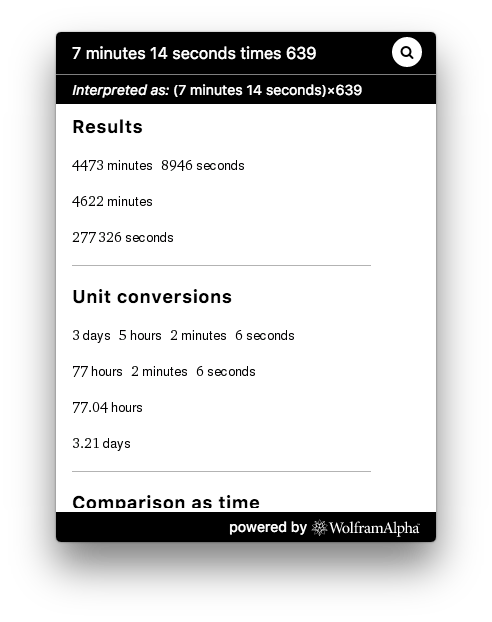 7 minutes 14 seconds times 639
Interpreted as: (7 minutes 14 seconds)×639
Results
4473 minutes 8946 seconds
4622 minutes
277 326 seconds
Unit conversions
3 days 5 hours 2 minutes 6 seconds
77 hours 2 minutes 6 seconds
77.04 hours
3.21 days
Comparison as time
powered by WolframAlpha